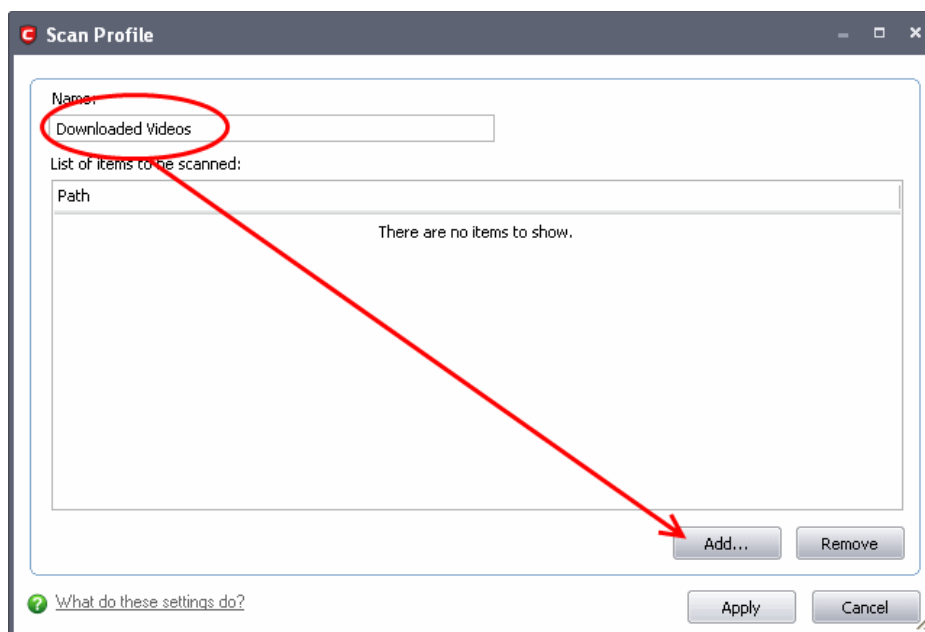 Scan Profile
Name:
Downloaded Videos
List of items to be scanned:
Path
There are no items to show.
Add...
Remove
What do these settings do?
Apply
Cancel